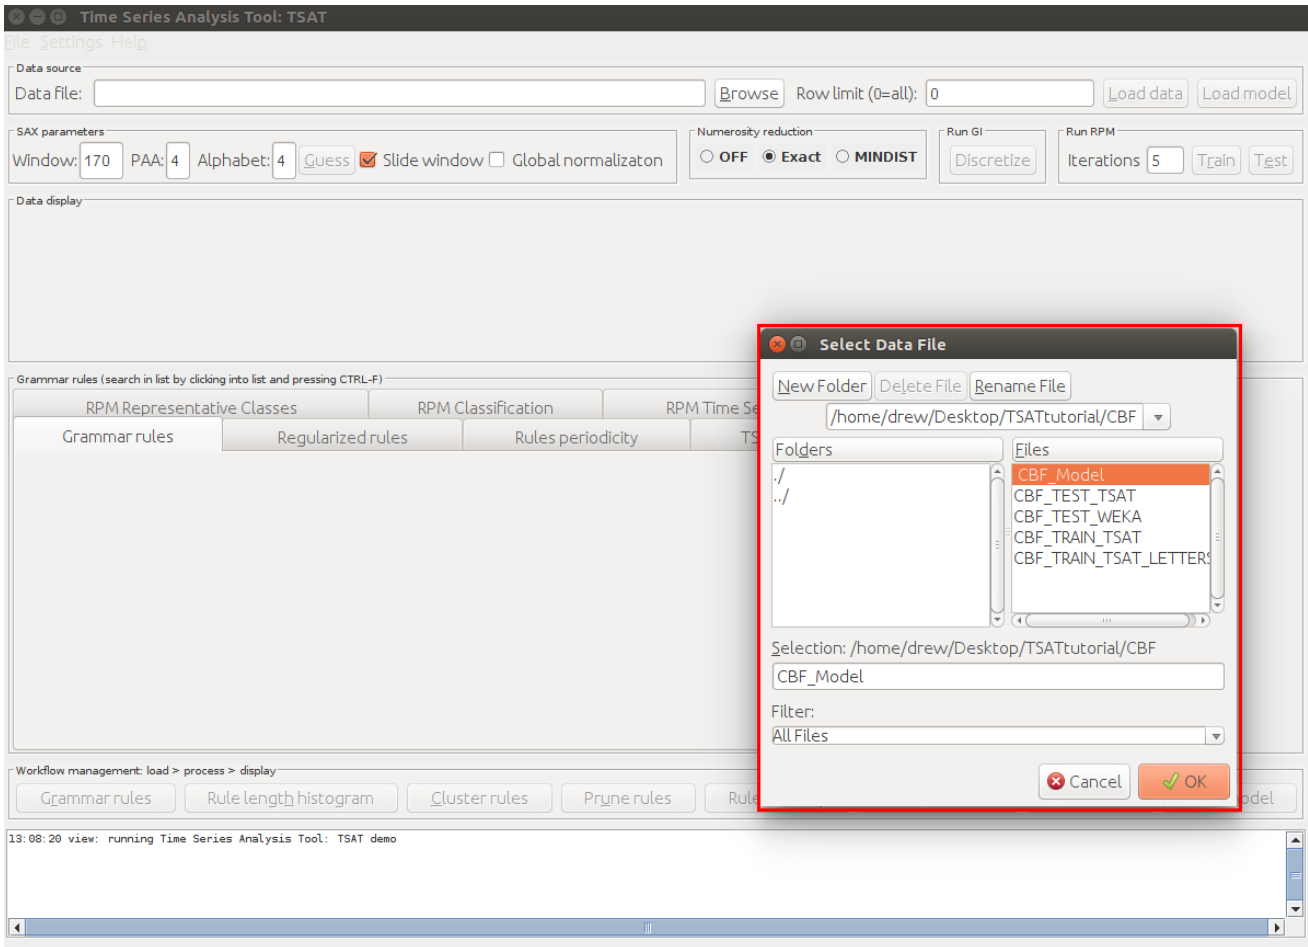 Time Series Analysis Tool: TSAT
File Settings Help
Data source
Data file: Browse Row limit (0=all): 0 Load data Load model
SAX parameters Numerosity reduction Run GI Run RPM
Window: 170 PAA: 4 Alphabet: 4 Guess Slide window Global normalizaton OFF Exact MINDIST Discretize Iterations 5 Train Test
Data display
Select Data File
New Folder Delete File Rename File
/home/drew/Desktop/TSATtutorial/CBF
Folders Files
./ CBF_Model
../ CBF_TEST_TSAT
CBF_TEST_WEKA
CBF_TRAIN_TSAT
CBF_TRAIN_TSAT_LETTERS
Selection: /home/drew/Desktop/TSATtutorial/CBF
CBF_Model
Filter:
All Files
Cancel OK
Grammar rules (search in list by clicking into list and pressing CTRL-F)
RPM Representative Classes RPM Classification RPM Time Se
Grammar rules Regularized rules Rules periodicity TS
Workflow management: load > process > display
Grammar rules Rule length histogram Cluster rules Prune rules Rule odel
13:08:20 view: running Time Series Analysis Tool: TSAT demo